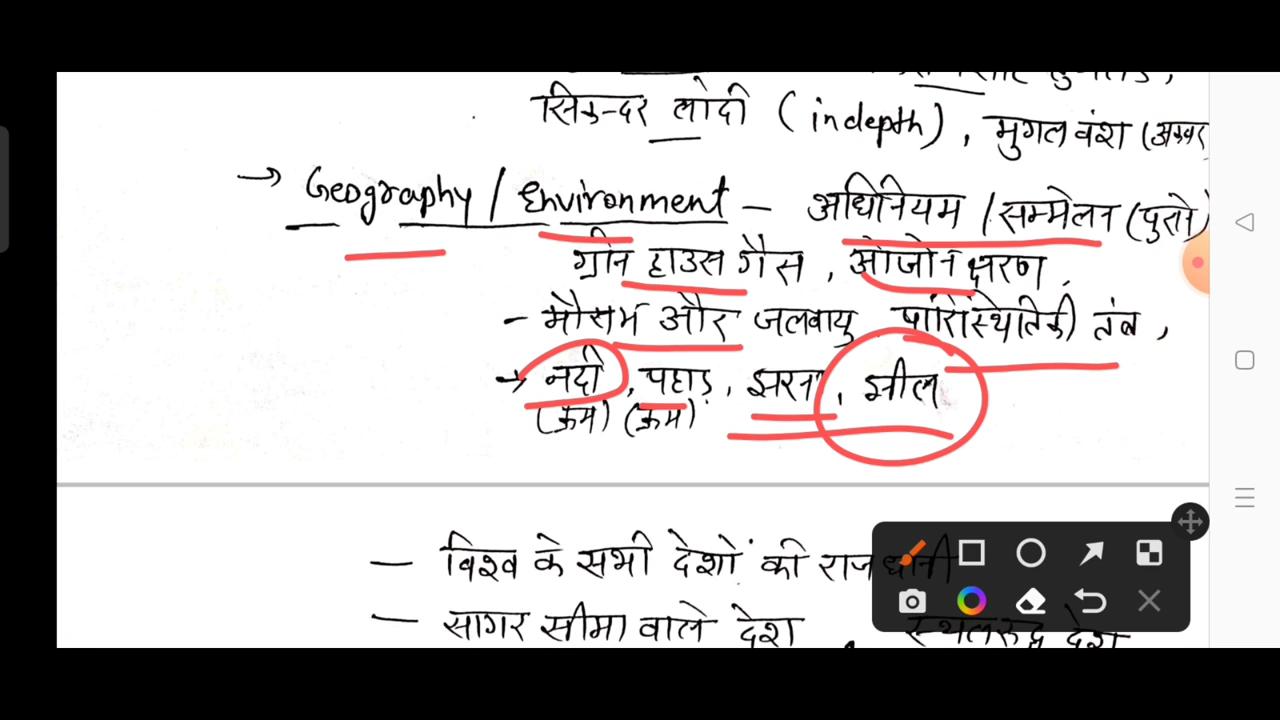 सिकन्दर लोदी (indepth), मुगल वंश (अकबर
→ Geography / Environment – अधिनियम / सम्मेलन (पुराने)
ग्रीन हाउस गैस, ओजोन क्षरण,
– मौसम और जलवायु पारिस्थितिकी तंत्र,
→ नदी, पहाड़, झरना, झील
(क्रम) (क्रम)
– विश्व के सभी देशों की राजधानी
– सागर सीमा वाले देश, स्थलरुद्ध देश